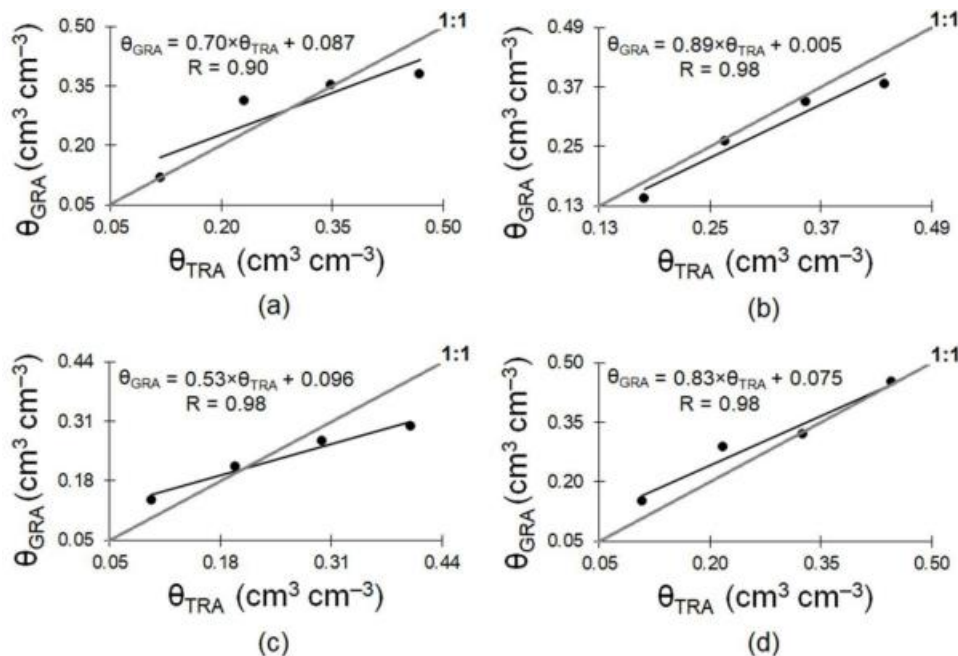 1:1
θGRA = 0.70×θTRA + 0.087
R = 0.90
θGRA (cm³ cm⁻³)
0.50
0.35
0.20
0.05
0.05 0.20 0.35 0.50
θTRA (cm³ cm⁻³)
(a)
1:1
θGRA = 0.89×θTRA + 0.005
R = 0.98
θGRA (cm³ cm⁻³)
0.49
0.37
0.25
0.13
0.13 0.25 0.37 0.49
θTRA (cm³ cm⁻³)
(b)
1:1
θGRA = 0.53×θTRA + 0.096
R = 0.98
θGRA (cm³ cm⁻³)
0.44
0.31
0.18
0.05
0.05 0.18 0.31 0.44
θTRA (cm³ cm⁻³)
(c)
1:1
θGRA = 0.83×θTRA + 0.075
R = 0.98
θGRA (cm³ cm⁻³)
0.50
0.35
0.20
0.05
0.05 0.20 0.35 0.50
θTRA (cm³ cm⁻³)
(d)